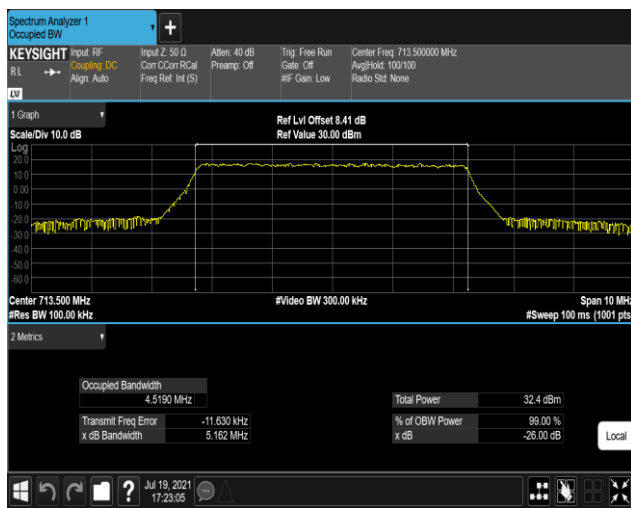 Spectrum Analyzer 1
Occupied BW
+
KEYSIGHT Input: RF Input Z: 50 Ω Atten: 40 dB Trig: Free Run Center Freq: 713.500000 MHz
RL Coupling: DC Corr CCorr RCal Preamp: Off Gate: Off Avg|Hold: 100/100
Align: Auto Freq Ref: Int (S) #IF Gain: Low Radio Std: None
LXI
1 Graph Ref Lvl Offset 8.41 dB
Scale/Div 10.0 dB Ref Value 30.00 dBm
Log
20.0
10.0
0.00
-10.0
-20.0
-30.0
-40.0
-50.0
-60.0
Center 713.500 MHz #Video BW 300.00 kHz Span 10 MHz
#Res BW 100.00 kHz #Sweep 100 ms (1001 pts
2 Metrics
Occupied Bandwidth
4.5190 MHz Total Power 32.4 dBm
Transmit Freq Error -11.630 kHz % of OBW Power 99.00 %
x dB Bandwidth 5.162 MHz x dB -26.00 dB
Local
? Jul 19, 2021
17:23:05